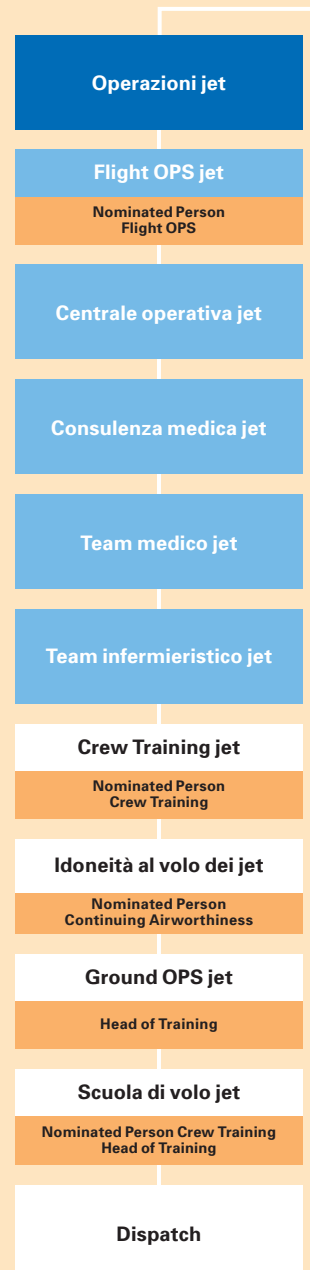 Operazioni jet
Flight OPS jet
Nominated Person
Flight OPS
Centrale operativa jet
Consulenza medica jet
Team medico jet
Team infermieristico jet
Crew Training jet
Nominated Person
Crew Training
Idoneità al volo dei jet
Nominated Person
Continuing Airworthiness
Ground OPS jet
Head of Training
Scuola di volo jet
Nominated Person Crew Training
Head of Training
Dispatch